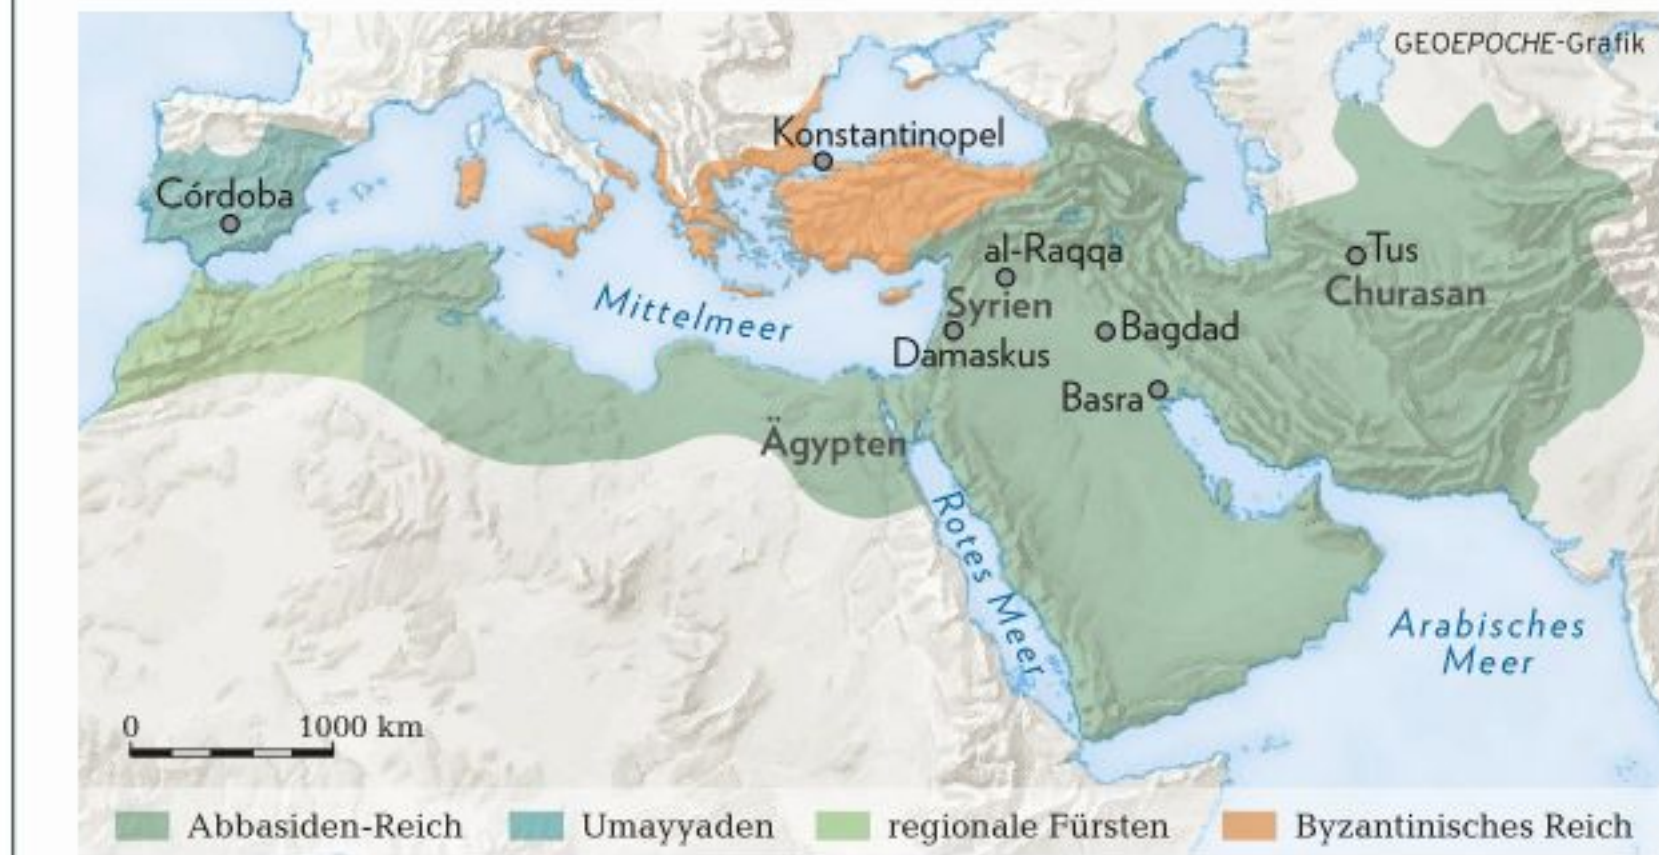 GEOEPOCHE-Grafik
Konstantinopel
Córdoba
al-Raqqa
Tus
Churasan
Syrien
Mittelmeer
Bagdad
Damaskus
Basra
Ägypten
Rotes Meer
Arabisches
Meer
0 1000 km
Abbasiden-Reich Umayyaden regionale Fürsten Byzantinisches Reich